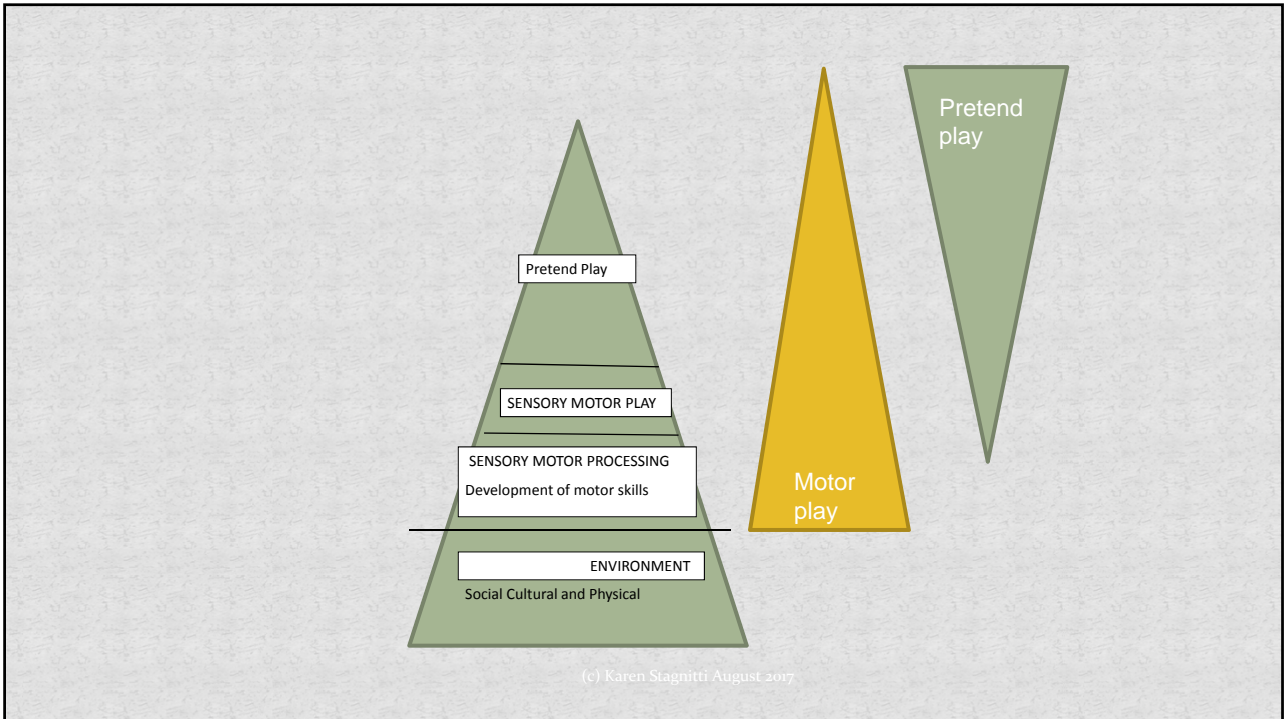 Pretend Play
SENSORY MOTOR PLAY
SENSORY MOTOR PROCESSING
Development of motor skills
ENVIRONMENT
Social Cultural and Physical
Motor
play
Pretend
play
(c) Karen Stagnitti August 2017